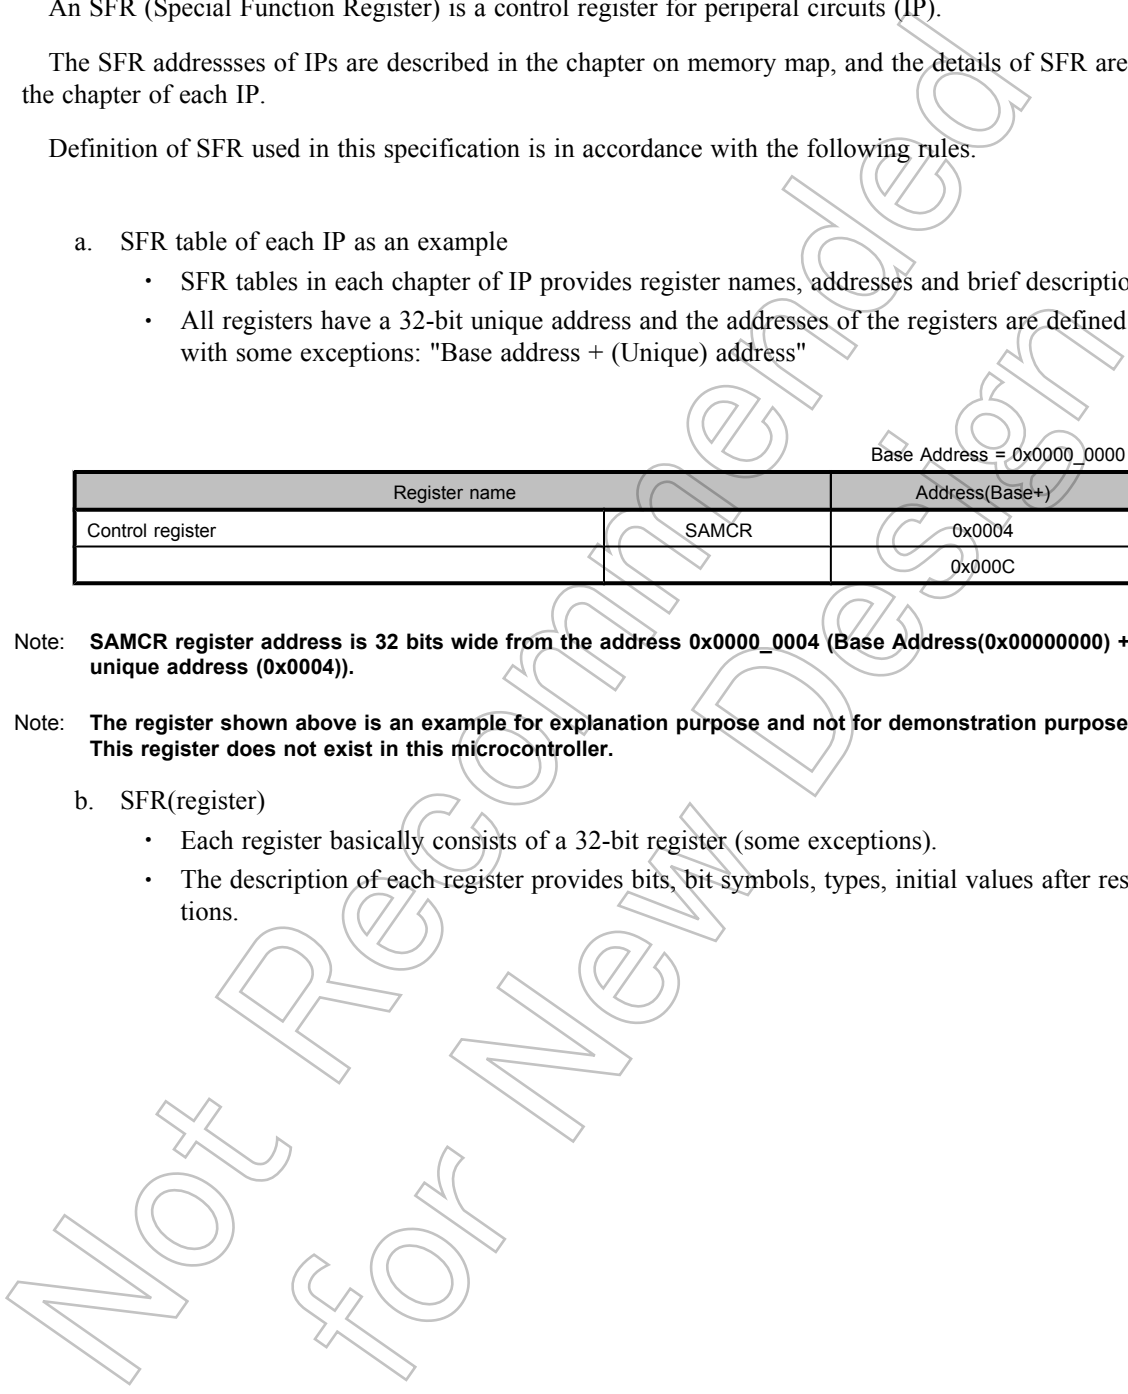 An SFR (Special Function Register) is a control register for periperal circuits (IP).
The SFR addressses of IPs are described in the chapter on memory map, and the details of SFR are
the chapter of each IP.
Definition of SFR used in this specification is in accordance with the following rules.
a. SFR table of each IP as an example
・ SFR tables in each chapter of IP provides register names, addresses and brief descriptio
・ All registers have a 32-bit unique address and the addresses of the registers are defined
with some exceptions: "Base address + (Unique) address"
Base Address = 0x0000_0000
Register name Address(Base+)
Control register SAMCR 0x0004
0x000C
Note: SAMCR register address is 32 bits wide from the address 0x0000_0004 (Base Address(0x00000000) +
unique address (0x0004)).
Note: The register shown above is an example for explanation purpose and not for demonstration purpose
This register does not exist in this microcontroller.
b. SFR(register)
・ Each register basically consists of a 32-bit register (some exceptions).
・ The description of each register provides bits, bit symbols, types, initial values after res
tions.
Not Recommended
for New Design